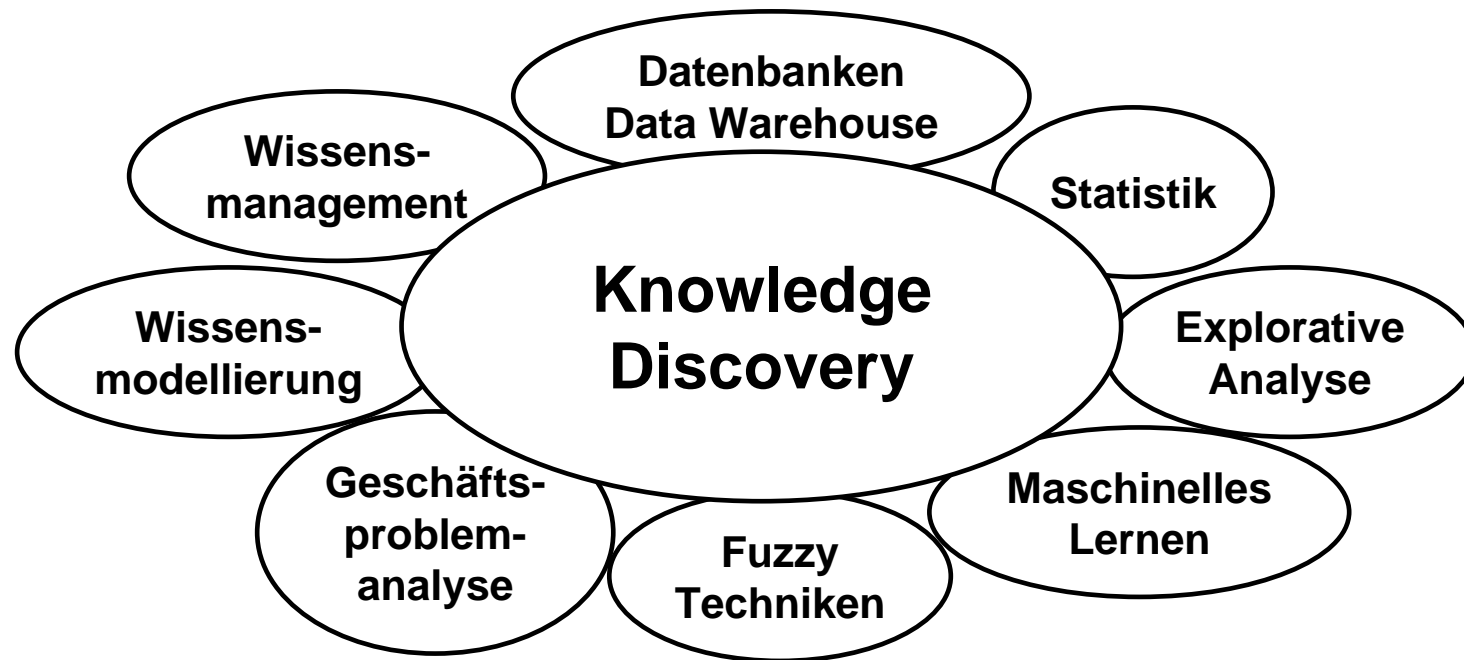 Datenbanken
Data Warehouse
Wissens-
management
Statistik
Knowledge
Discovery
Wissens-
modellierung
Explorative
Analyse
Geschäfts-
problem-
analyse
Maschinelles
Lernen
Fuzzy
Techniken